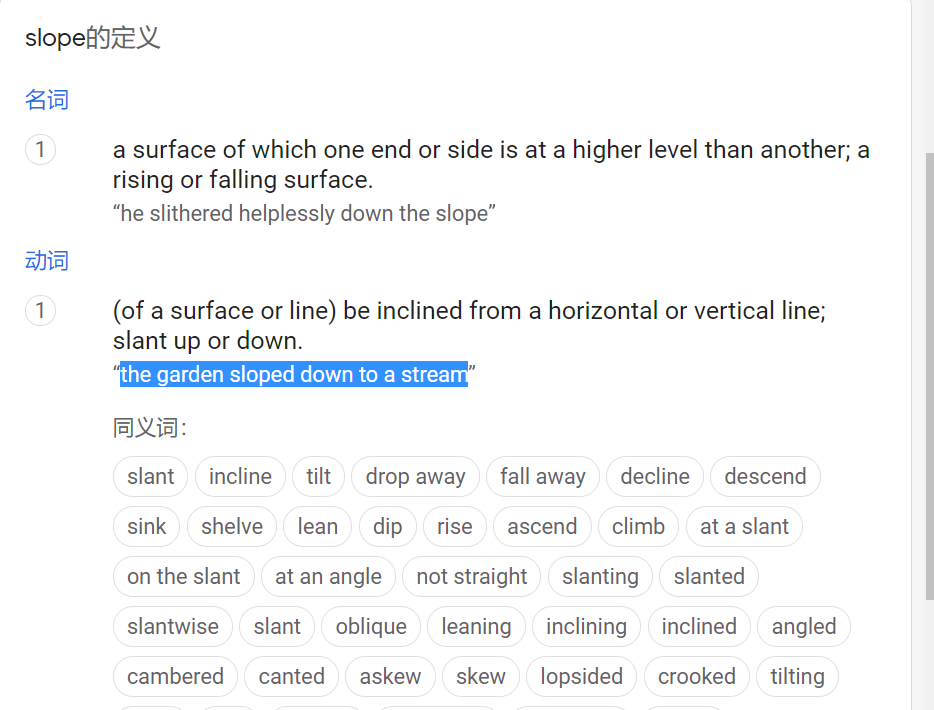 slope的定义
名词
1
a surface of which one end or side is at a higher level than another; a
rising or falling surface.
“he slithered helplessly down the slope”
动词
1
(of a surface or line) be inclined from a horizontal or vertical line;
slant up or down.
“the garden sloped down to a stream”
同义词：
slant incline tilt drop away fall away decline descend
sink shelve lean dip rise ascend climb at a slant
on the slant at an angle not straight slanting slanted
slantwise slant oblique leaning inclining inclined angled
cambered canted askew skew lopsided crooked tilting